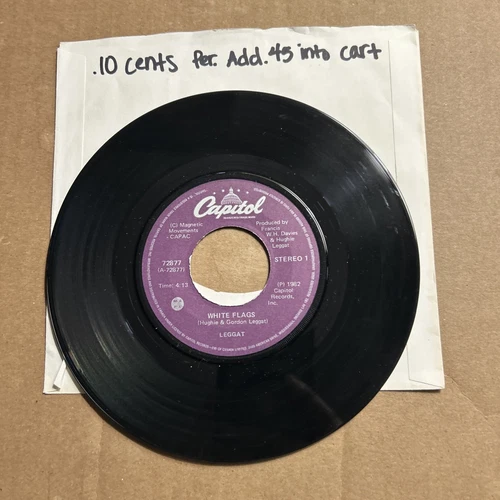 .10 cents Per. Add. 45 into cart
Capitol
(C) Magnetic
Movements
- CAPAC
Produced by
Francis
W.H. Davies
& Hughie
Leggat
72877
(A-72877)
STEREO 1
Time: 4:13
(P) 1982
Capitol
Records,
Inc.
WHITE FLAGS
(Hughie & Gordon Leggat)
LEGGAT